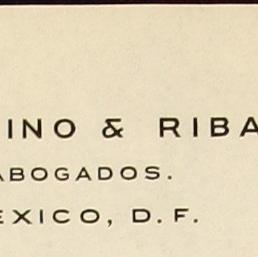 INO & RIBA
ABOGADOS.
EXICO, D. F.